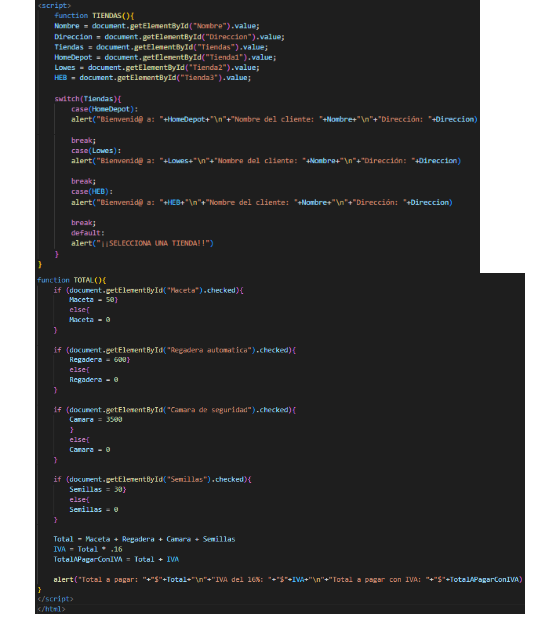 <script>
function TIENDAS(){
Nombre = document.getElementById("Nombre").value;
Direccion = document.getElementById("Direccion").value;
Tiendas = document.getElementById("Tiendas").value;
HomeDepot = document.getElementById("Tienda1").value;
Lowes = document.getElementById("Tienda2").value;
HEB = document.getElementById("Tienda3").value;
switch(Tiendas){
case(HomeDepot):
alert("Bienvenid@ a: "+HomeDepot+"\n"+"Nombre del cliente: "+Nombre+"\n"+"Dirección: "+Direccion)
break;
case(Lowes):
alert("Bienvenid@ a: "+Lowes+"\n"+"Nombre del cliente: "+Nombre+"\n"+"Dirección: "+Direccion)
break;
case(HEB):
alert("Bienvenid@ a: "+HEB+"\n"+"Nombre del cliente: "+Nombre+"\n"+"Dirección: "+Direccion)
break;
default:
alert("¡¡SELECCIONA UNA TIENDA!!")
}
}
function TOTAL(){
if (document.getElementById("Maceta").checked){
Maceta = 50}
else{
Maceta = 0
}
if (document.getElementById("Regadera automatica").checked){
Regadera = 600}
else{
Regadera = 0
}
if (document.getElementById("Camara de seguridad").checked){
Camara = 3500
}
else{
Camara = 0
}
if (document.getElementById("Semillas").checked){
Semillas = 30}
else{
Semillas = 0
}
Total = Maceta + Regadera + Camara + Semillas
IVA = Total * .16
TotalAPagarConIVA = Total + IVA
alert("Total a pagar: "+"$"+Total+"\n"+"IVA del 16%: "+"$"+IVA+"\n"+"Total a pagar con IVA: "+"$"+TotalAPagarConIVA)
}
</script>
</html>